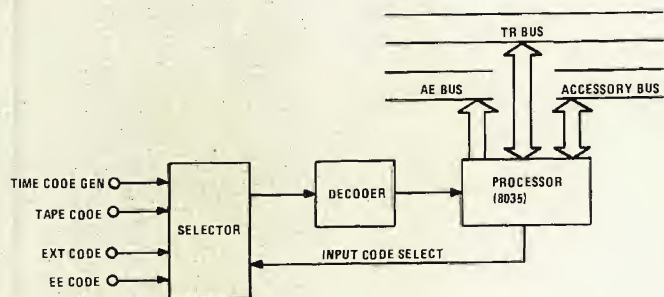 TR BUS
AE BUS
ACCESSORY BUS
TIME CODE GEN
TAPE CODE
EXT CODE
EE CODE
SELECTOR
DECODER
PROCESSOR
(8035)
INPUT CODE SELECT